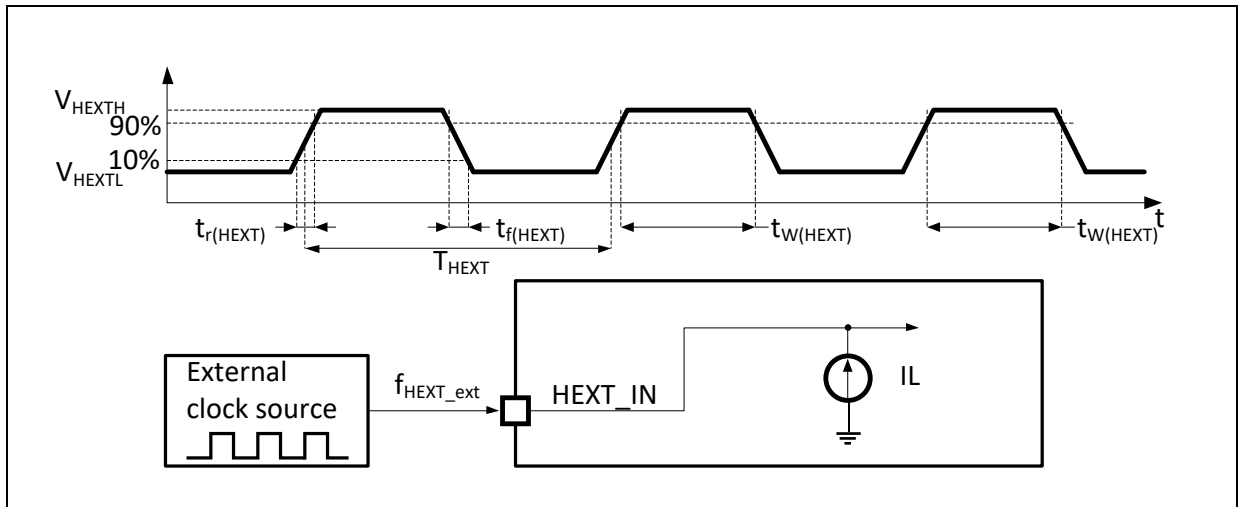 V_HEXTH
90%
10%
V_HEXTL
t
t_r(HEXT)
t_f(HEXT)
t_W(HEXT)
t_W(HEXT)
T_HEXT
External
clock source
f_HEXT_ext
HEXT_IN
IL